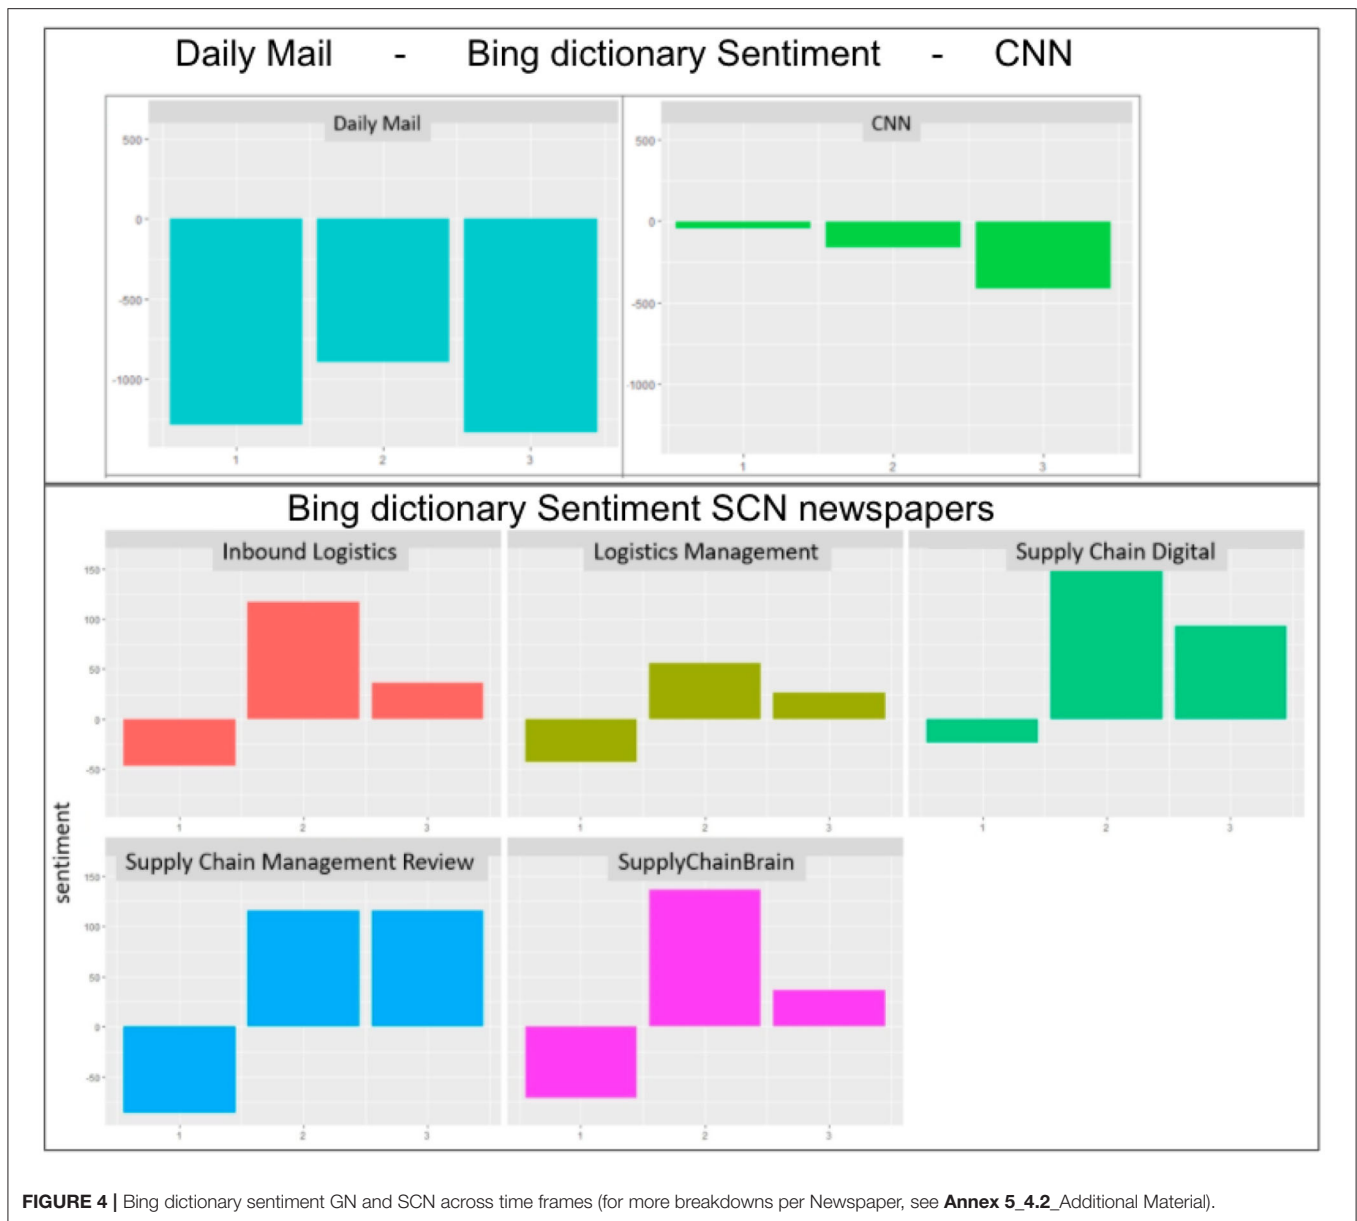 Daily Mail - Bing dictionary Sentiment - CNN
Daily Mail
500
0
-500
-1000
1 2 3
CNN
500
0
-500
-1000
1 2 3
Bing dictionary Sentiment SCN newspapers
sentiment
Inbound Logistics
150
100
50
0
-50
1 2 3
Logistics Management
1 2 3
Supply Chain Digital
1 2 3
Supply Chain Management Review
150
100
50
0
-50
1 2 3
SupplyChainBrain
1 2 3
FIGURE 4 | Bing dictionary sentiment GN and SCN across time frames (for more breakdowns per Newspaper, see Annex 5_4.2_Additional Material).